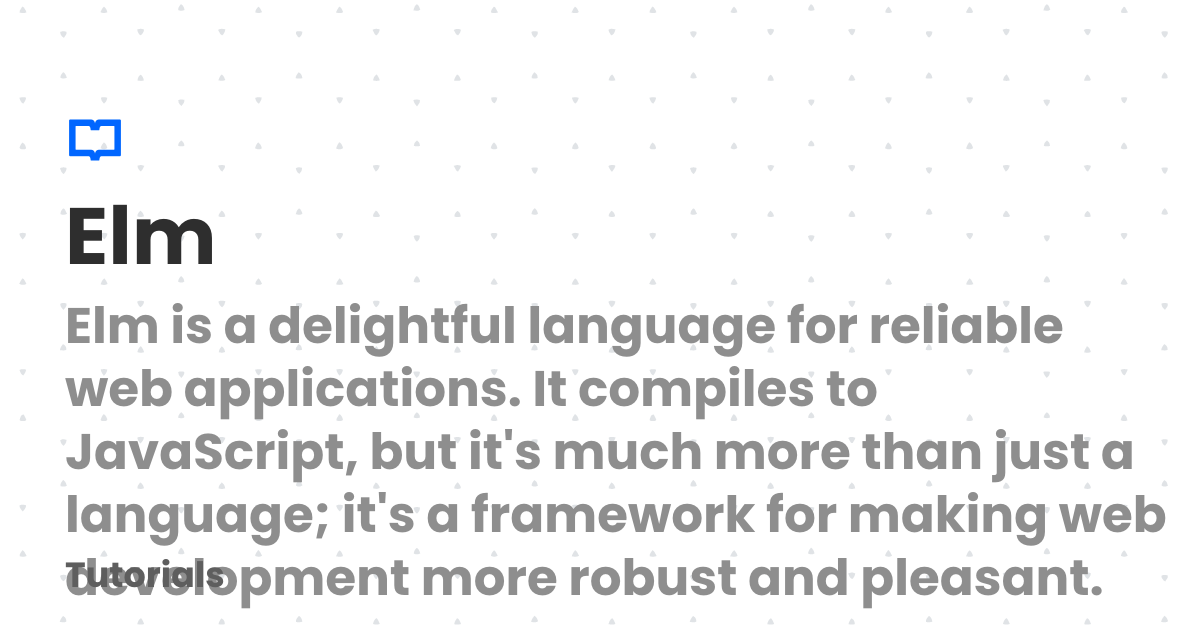 Elm
Elm is a delightful language for reliable
web applications. It compiles to
JavaScript, but it's much more than just a
language; it's a framework for making web
development more robust and pleasant.
Tutorials